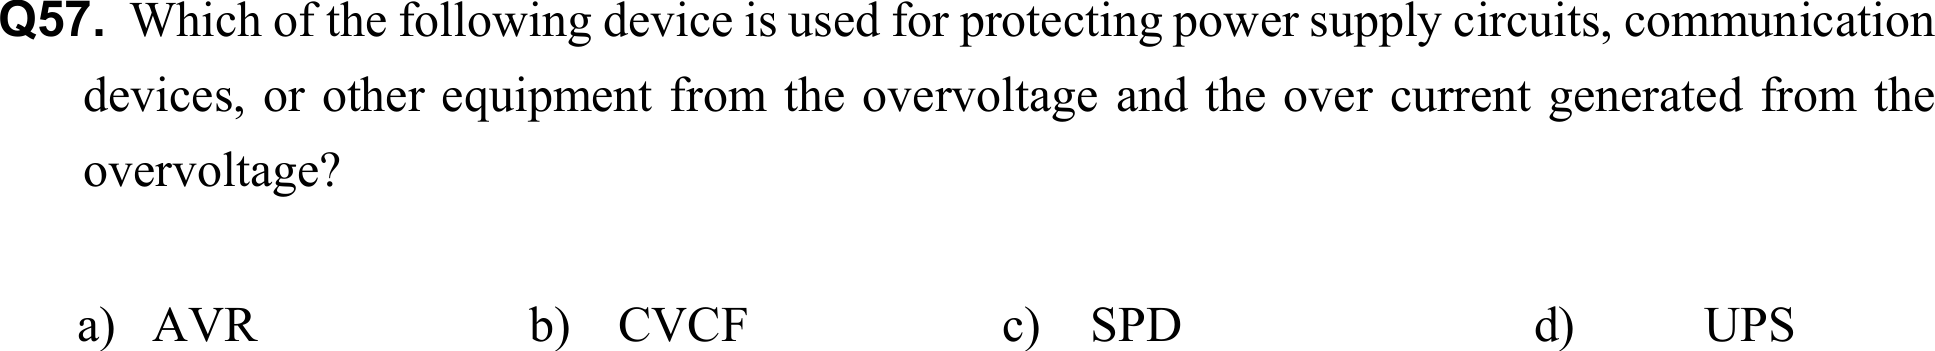 Q57. Which of the following device is used for protecting power supply circuits, communication
devices, or other equipment from the overvoltage and the over current generated from the
overvoltage?
a) AVR b) CVCF c) SPD d) UPS